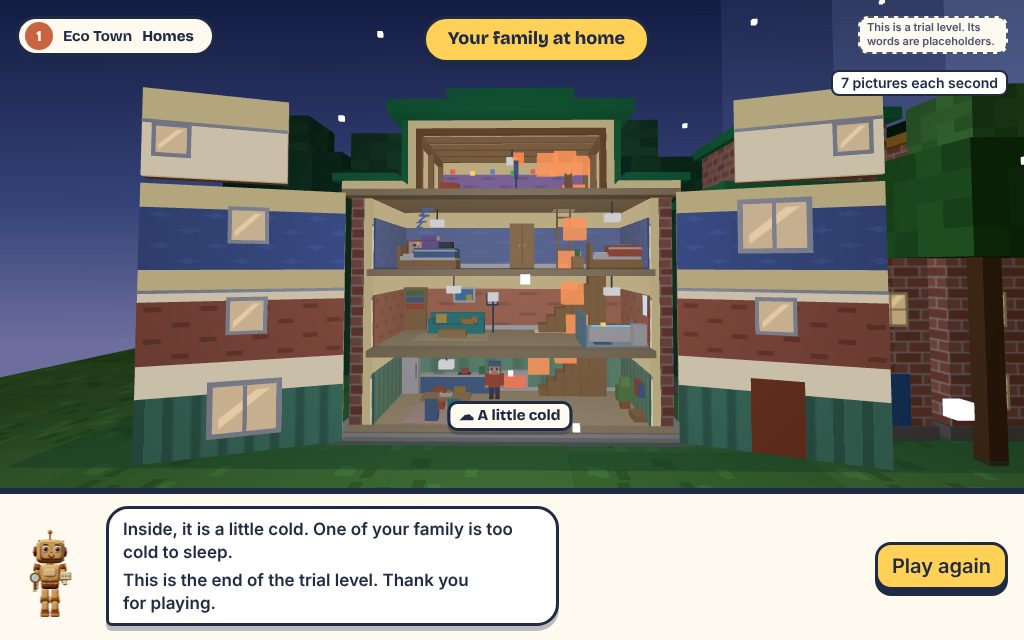 1 Eco Town Homes
Your family at home
This is a trial level. Its
words are placeholders.
7 pictures each second
☁ A little cold
Inside, it is a little cold. One of your family is too
cold to sleep.
This is the end of the trial level. Thank you
for playing.
Play again